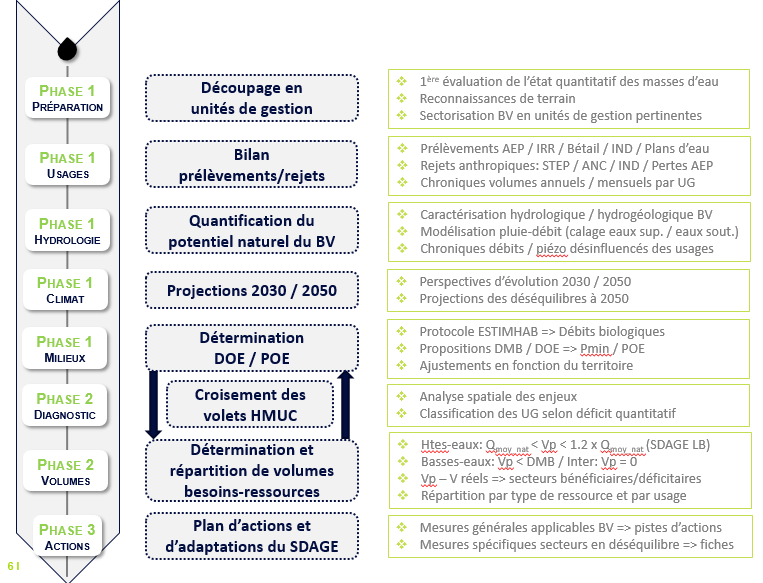 PHASE 1
PRÉPARATION
Découpage en
unités de gestion
1ère évaluation de l'état quantitatif des masses d'eau
Reconnaissances de terrain
Sectorisation BV en unités de gestion pertinentes
PHASE 1
USAGES
Bilan
prélèvements/rejets
Prélèvements AEP / IRR / Bétail / IND / Plans d'eau
Rejets anthropiques: STEP / ANC / IND / Pertes AEP
Chroniques volumes annuels / mensuels par UG
PHASE 1
HYDROLOGIE
Quantification du
potentiel naturel du BV
Caractérisation hydrologique / hydrogéologique BV
Modélisation pluie-débit (calage eaux sup. / eaux sout.)
Chroniques débits / piézo désinfluencés des usages
PHASE 1
CLIMAT
Projections 2030 / 2050
Perspectives d'évolution 2030 / 2050
Projections des déséquilibres à 2050
PHASE 1
MILIEUX
Détermination
DOE / POE
Protocole ESTIMHAB => Débits biologiques
Propositions DMB / DOE => Pmin / POE
Ajustements en fonction du territoire
PHASE 2
DIAGNOSTIC
Croisement des
volets HMUC
Analyse spatiale des enjeux
Classification des UG selon déficit quantitatif
PHASE 2
VOLUMES
Détermination et
répartition de volumes
besoins-ressources
Htes-eaux: Qmoy_nat < Vp < 1.2 x Qmoy_nat (SDAGE LB)
Basses-eaux: Vp < DMB / Inter: Vp = 0
Vp – V réels => secteurs bénéficiaires/déficitaires
Répartition par type de ressource et par usage
PHASE 3
ACTIONS
Plan d'actions et
d'adaptations du SDAGE
Mesures générales applicables BV => pistes d'actions
Mesures spécifiques secteurs en déséquilibre => fiches
6 I